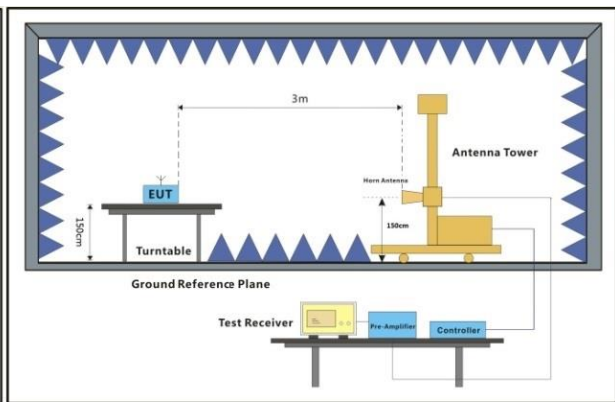 3m
Antenna Tower
Horn Antenna
EUT
150cm
150cm
Turntable
Ground Reference Plane
Test Receiver
Pre-Amplifier
Controller